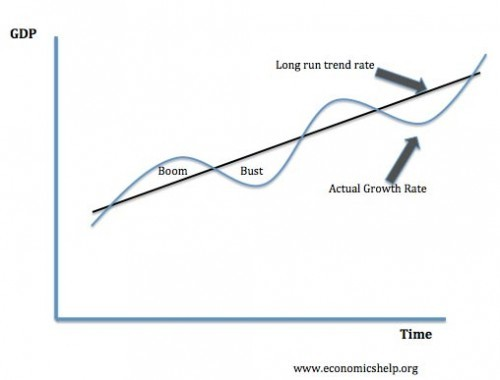 GDP
Long run trend rate
Boom
Bust
Actual Growth Rate
Time
www.economicshelp.org